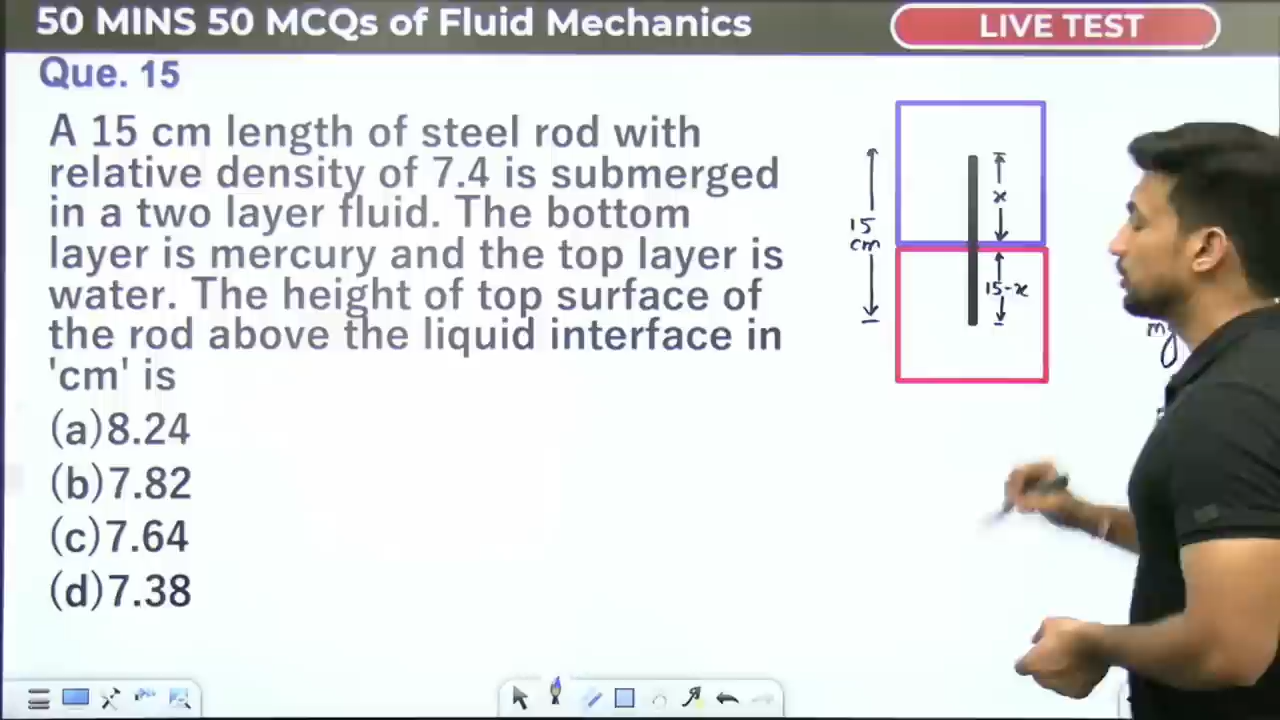 50 MINS 50 MCQs of Fluid Mechanics
LIVE TEST
Que. 15
A 15 cm length of steel rod with
relative density of 7.4 is submerged
in a two layer fluid. The bottom
layer is mercury and the top layer is
water. The height of top surface of
the rod above the liquid interface in
'cm' is
(a)8.24
(b)7.82
(c)7.64
(d)7.38
15
cm
x
15-x
mg